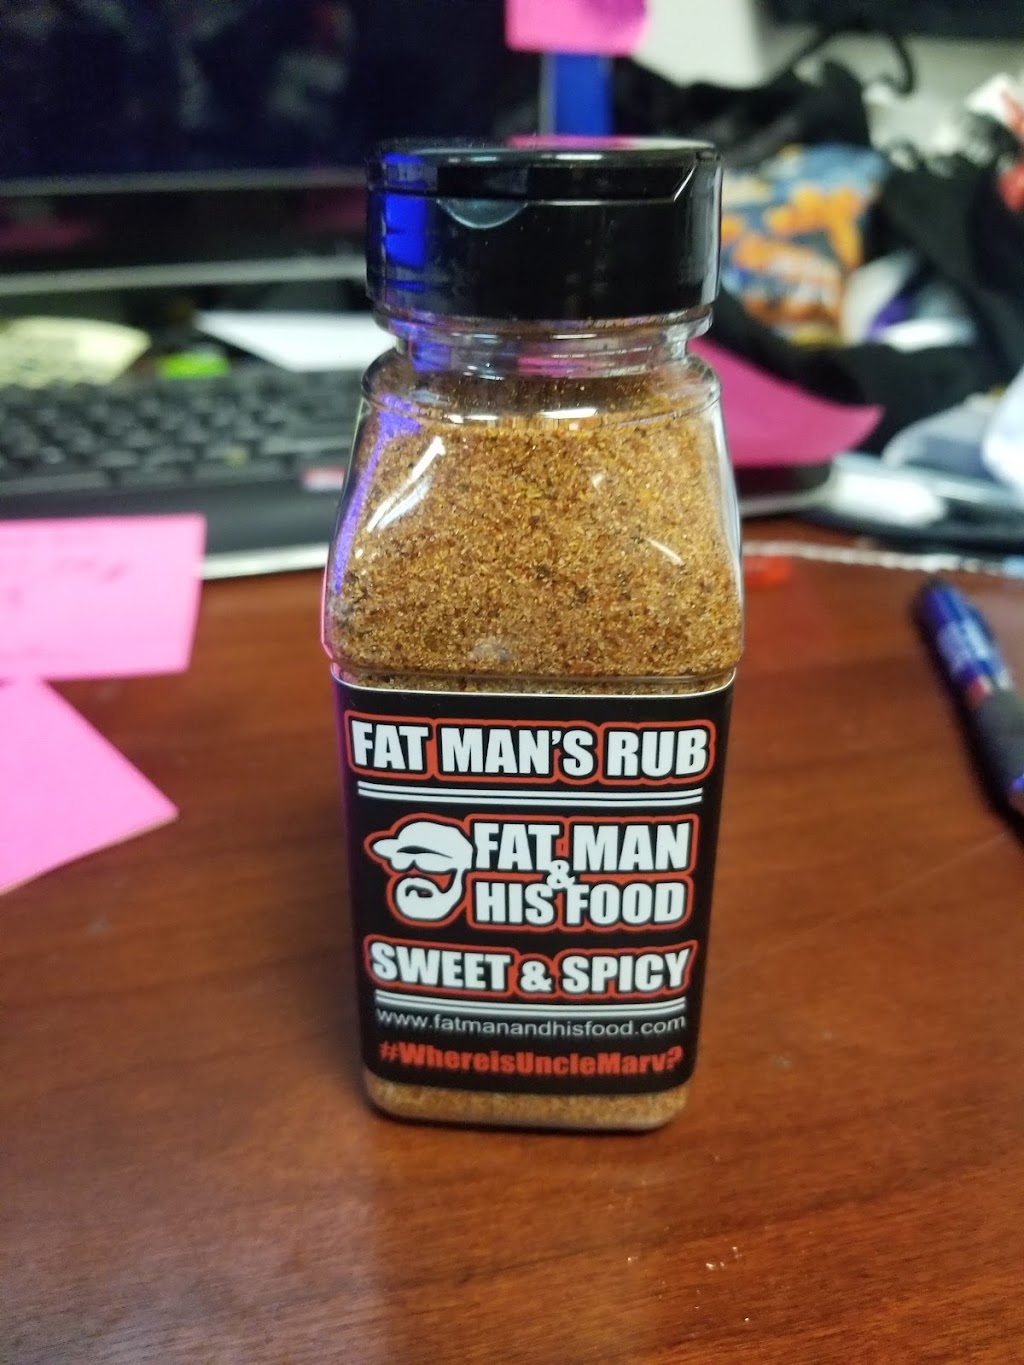 FAT MAN'S RUB
FAT MAN
&
HIS FOOD
SWEET & SPICY
www.fatmanandhisfood.com
#WhereisUncleMarv?